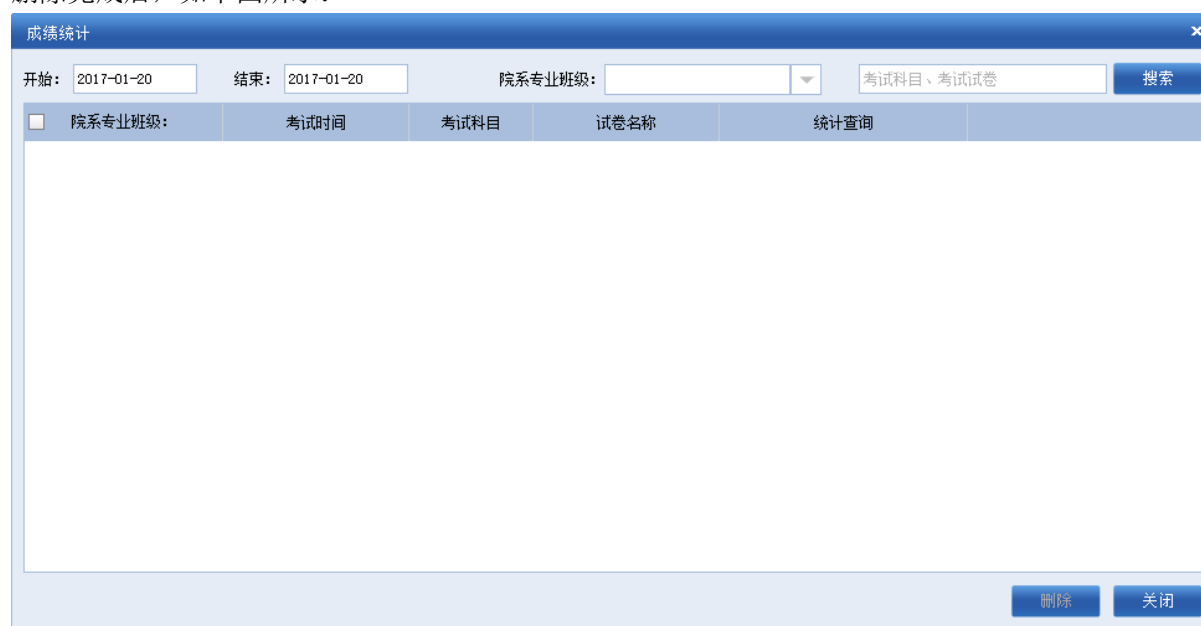 成绩统计
开始： 2017-01-20 结束： 2017-01-20 院系专业班级： 考试科目、考试试卷 搜索
院系专业班级： 考试时间 考试科目 试卷名称 统计查询
删除 关闭